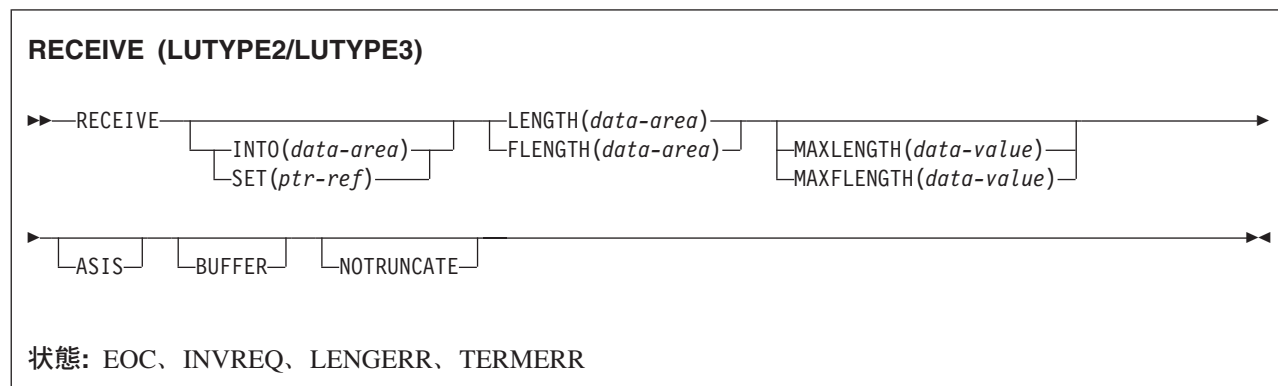 RECEIVE (LUTYPE2/LUTYPE3)
RECEIVE LENGTH(data-area)
INTO(data-area) FLENGTH(data-area) MAXLENGTH(data-value)
SET(ptr-ref) MAXFLENGTH(data-value)
ASIS BUFFER NOTRUNCATE
状態: EOC、INVREQ、LENGERR、TERMERR